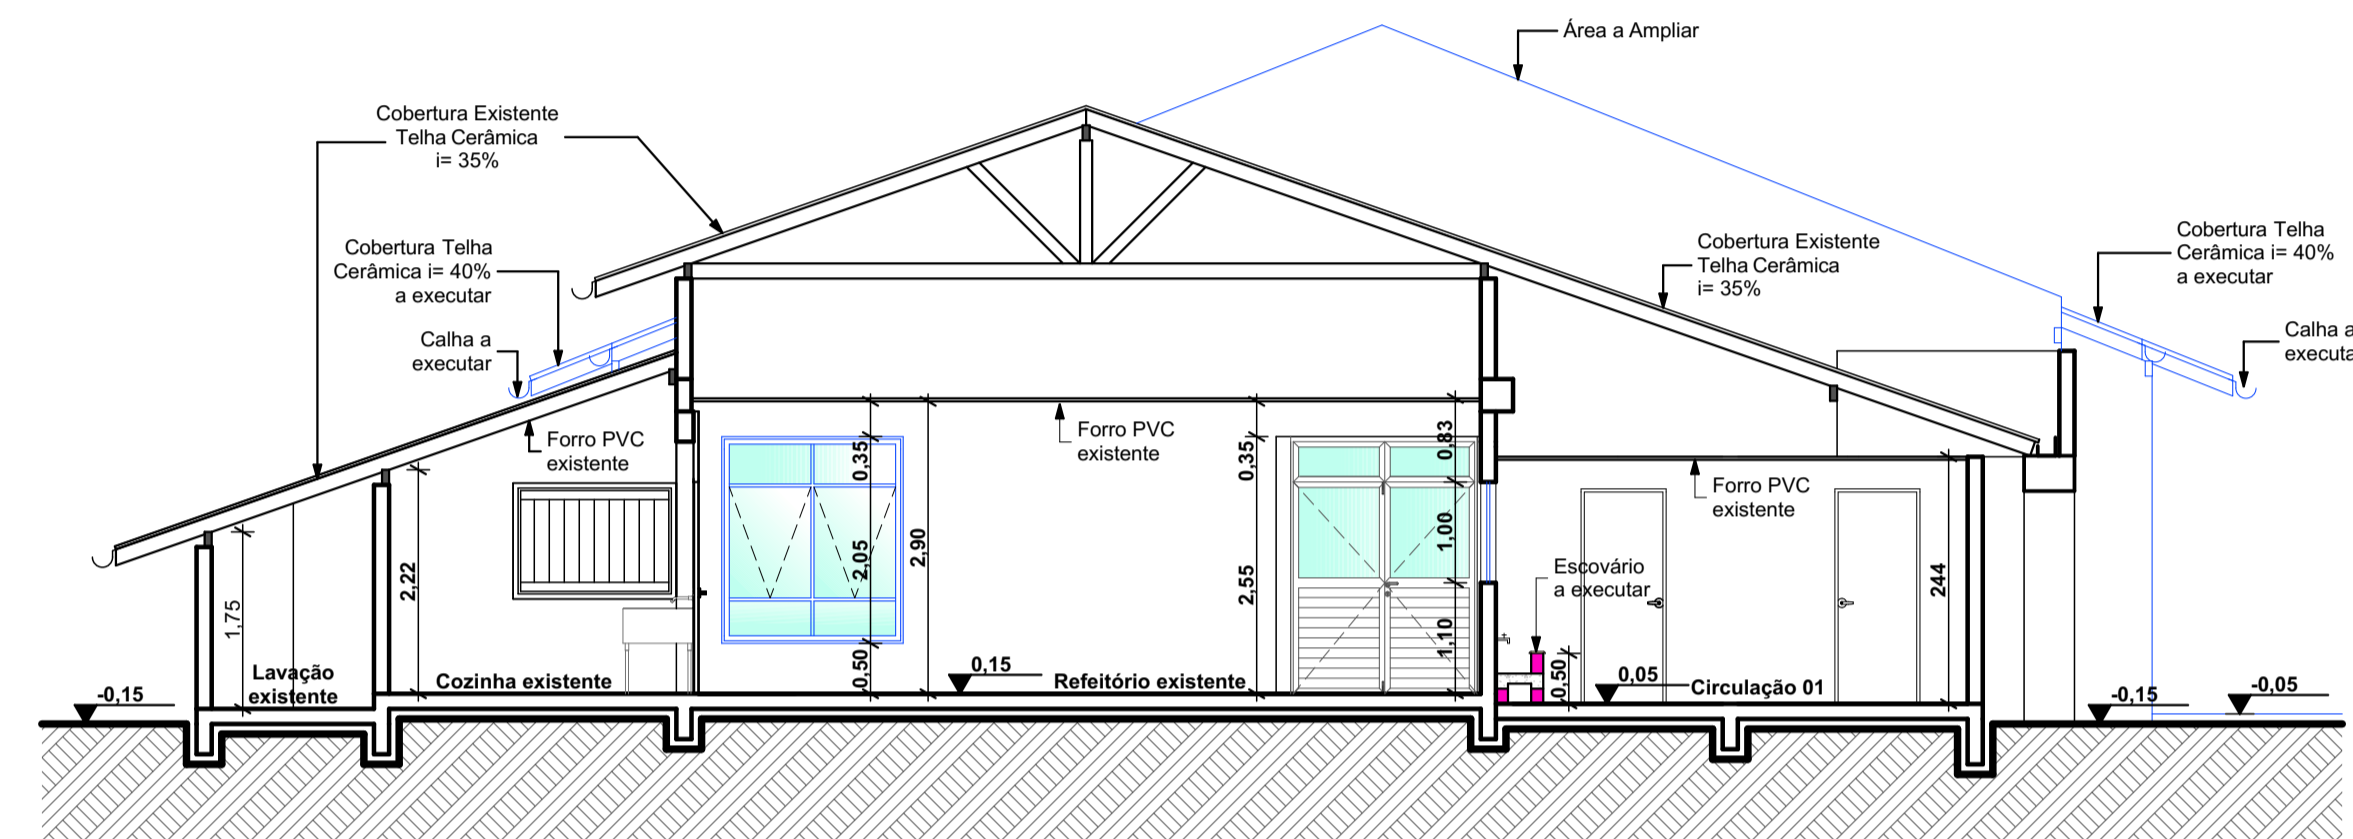 Área a Ampliar
Cobertura Existente
Telha Cerâmica
i= 35%
Cobertura Telha
Cerâmica i= 40%
a executar
Calha a
executar
Cobertura Existente
Telha Cerâmica
i= 35%
Cobertura Telha
Cerâmica i= 40%
a executar
Calha a
executa
Forro PVC
existente
Forro PVC
existente
Forro PVC
existente
0,35
2,05
0,50
2,90
0,35
2,55
0,83
1,00
1,10
2,22
1,75
244
0,50
Escovário
a executar
Lavação
existente
Cozinha existente
0,15
Refeitório existente
0,05
Circulação 01
-0,15
-0,15
-0,05